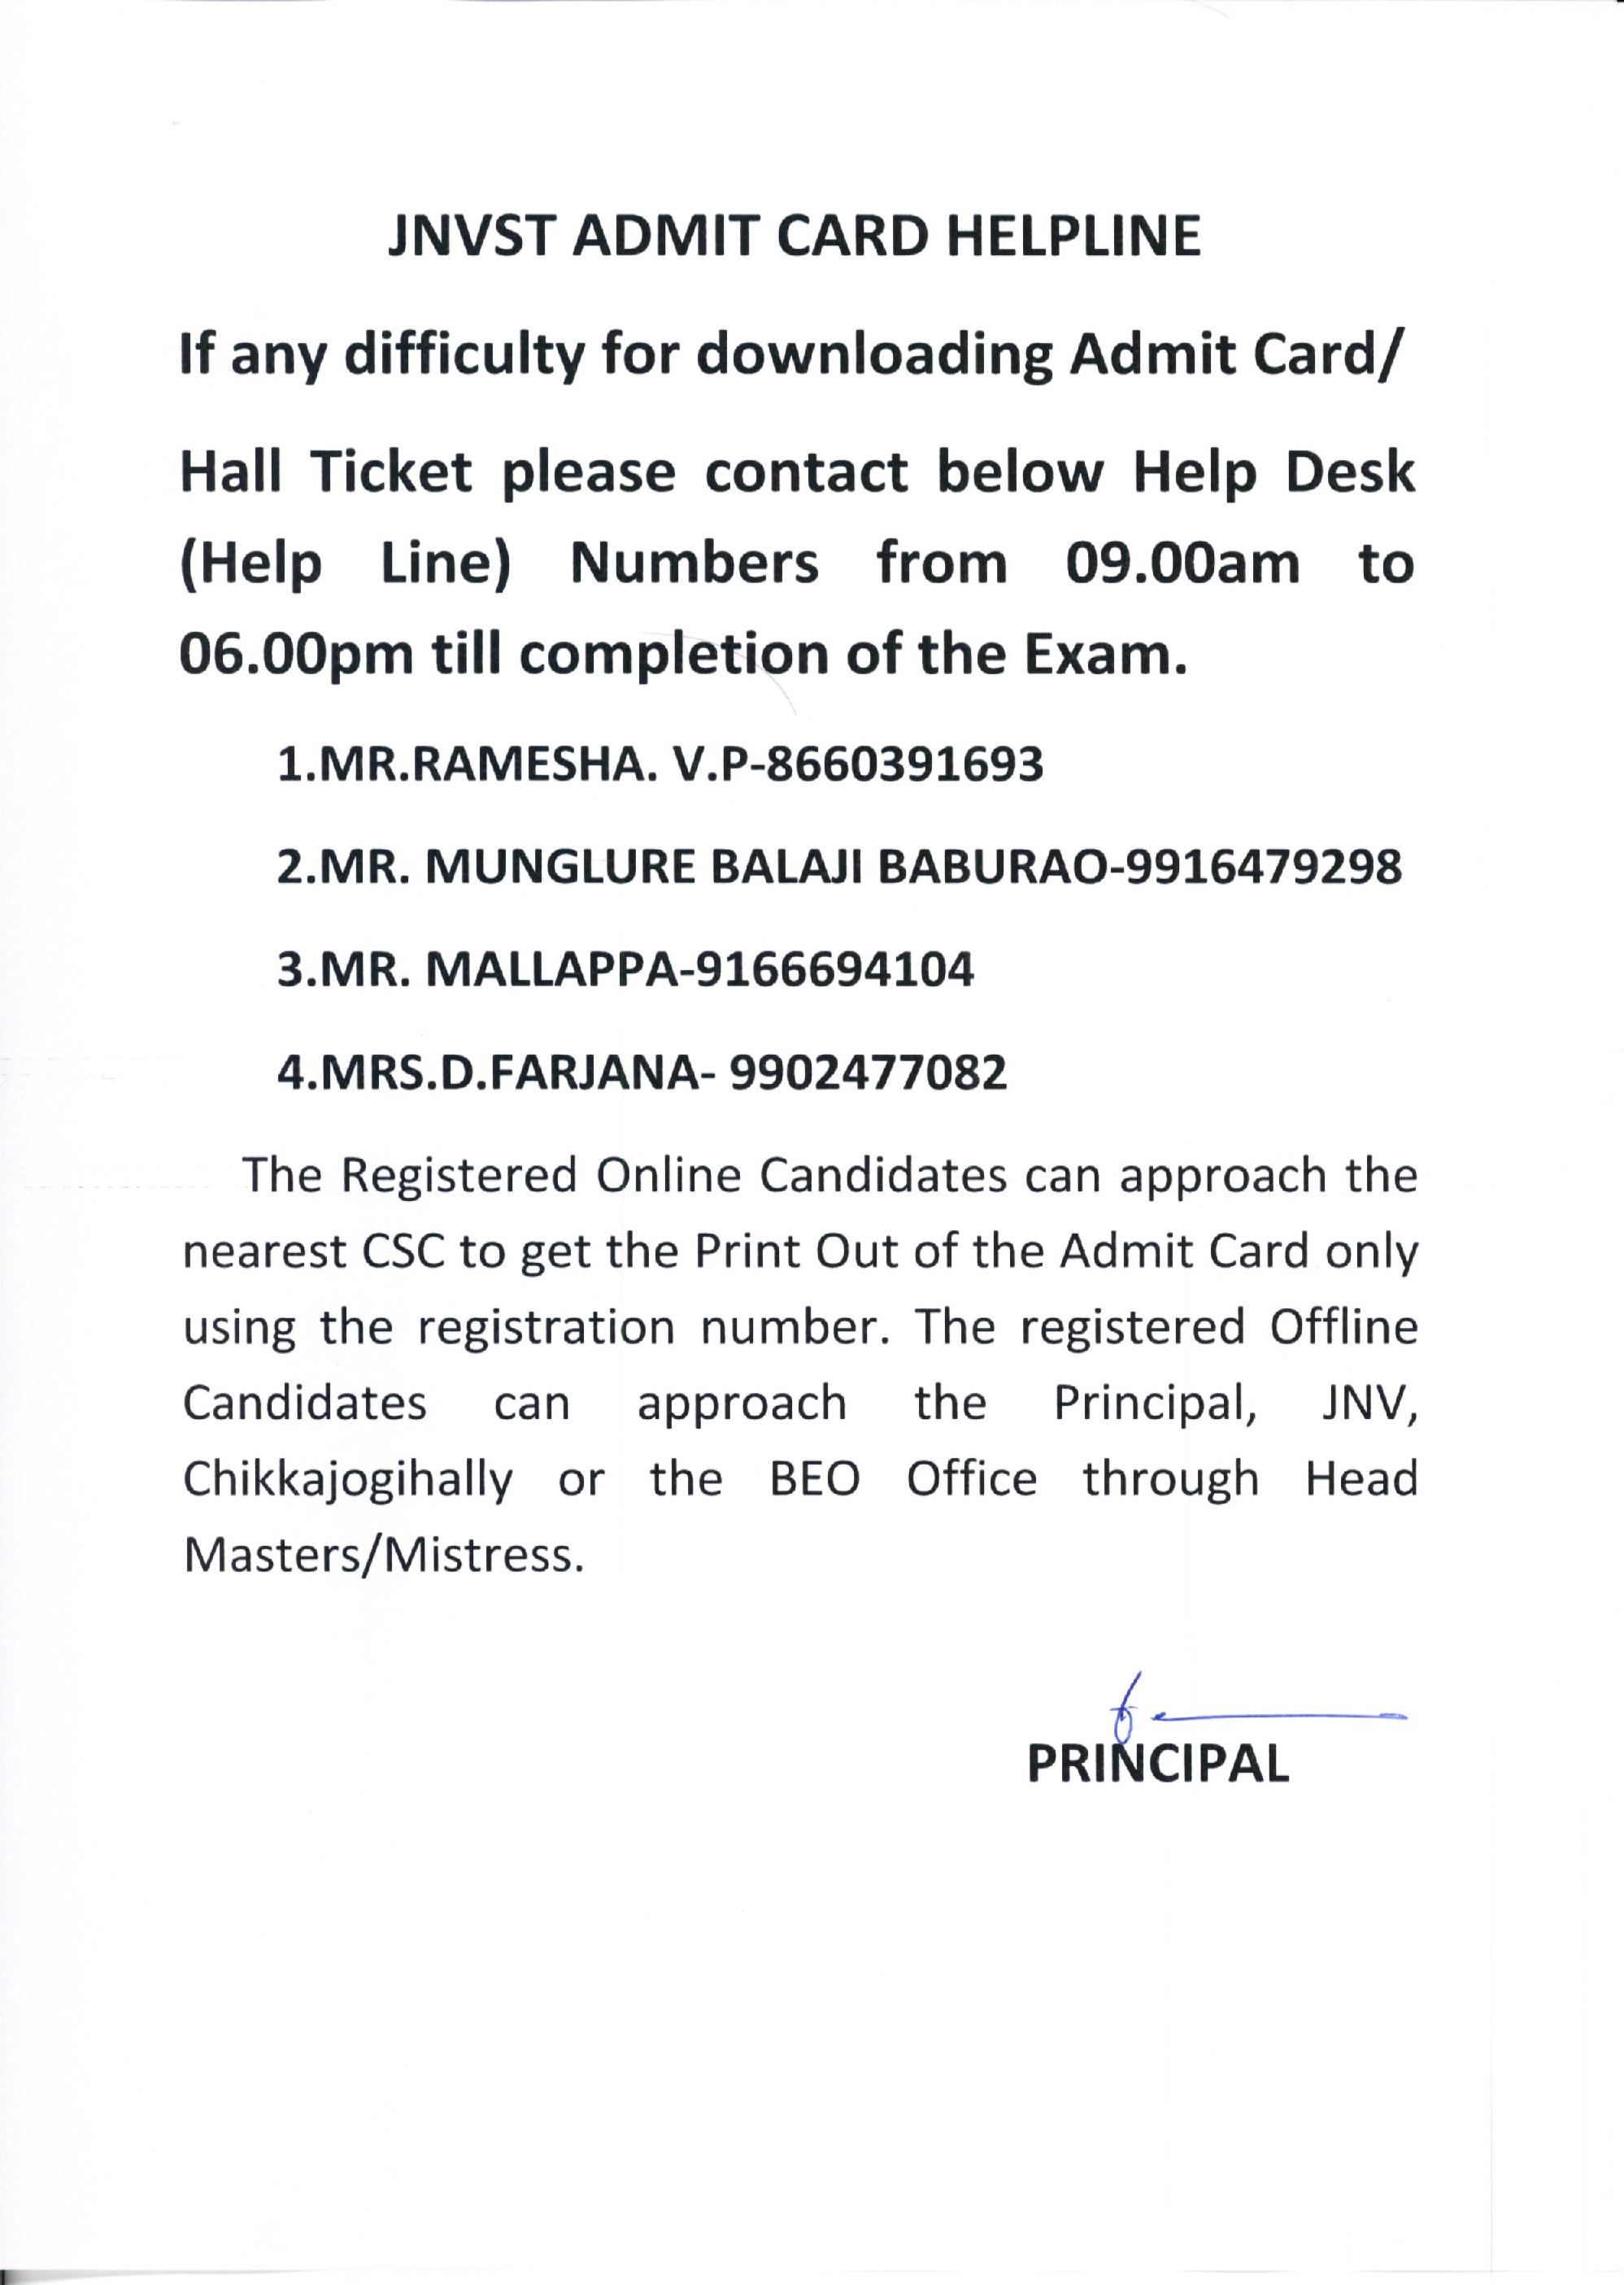 JNVST ADMIT CARD HELPLINE
If any difficulty for downloading Admit Card/
Hall Ticket please contact below Help Desk
(Help Line) Numbers from 09.00am to
06.00pm till completion of the Exam.
1.MR.RAMESHA. V.P-8660391693
2.MR. MUNGLURE BALAJI BABURAO-9916479298
3.MR. MALLAPPA-9166694104
4.MRS.D.FARJANA- 9902477082
The Registered Online Candidates can approach the
nearest CSC to get the Print Out of the Admit Card only
using the registration number. The registered Offline
Candidates can approach the Principal, JNV,
Chikkajogihally or the BEO Office through Head
Masters/Mistress.
PRINCIPAL